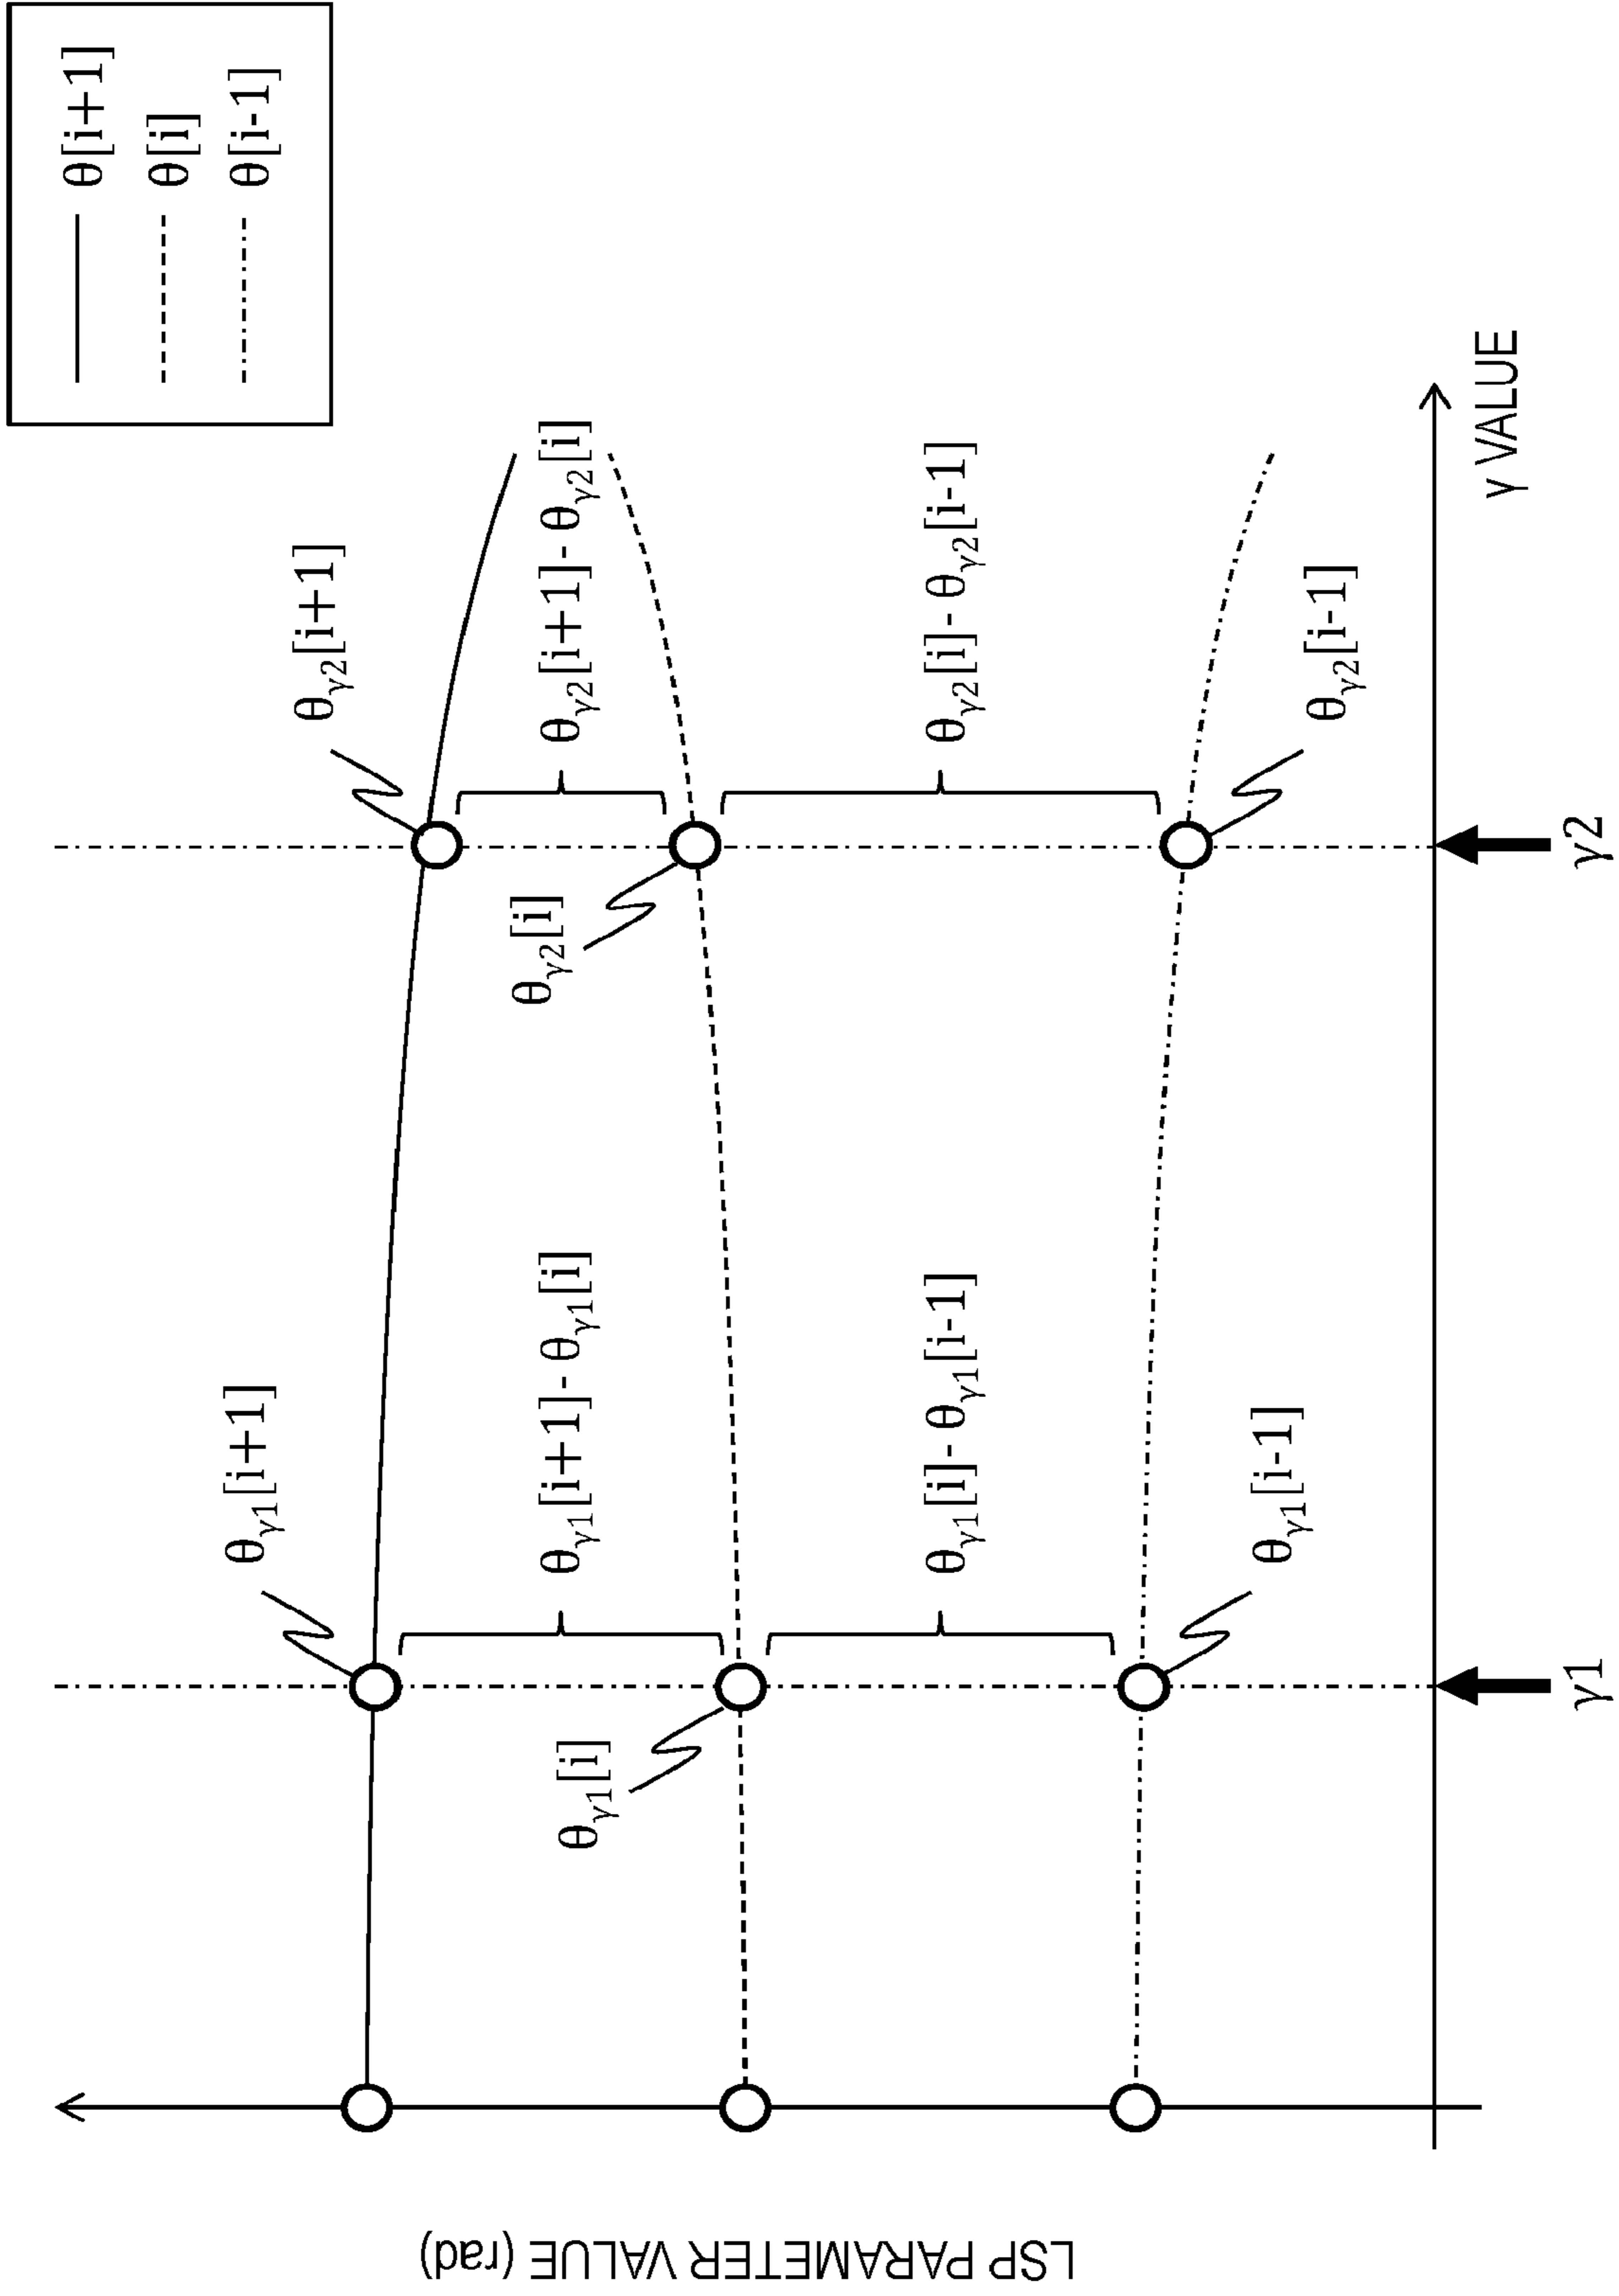 θ[i+1]
θ[i]
θ[i-1]
θγ1[i+1]
θγ2[i+1]
θγ1[i+1]- θγ1[i]
θγ2[i+1]- θγ2[i]
θγ1[i]
θγ2[i]
θγ1[i]- θγ1[i-1]
θγ2[i]- θγ2[i-1]
θγ1[i-1]
θγ2[i-1]
LSP PARAMETER VALUE (rad)
γ VALUE
γ1
γ2